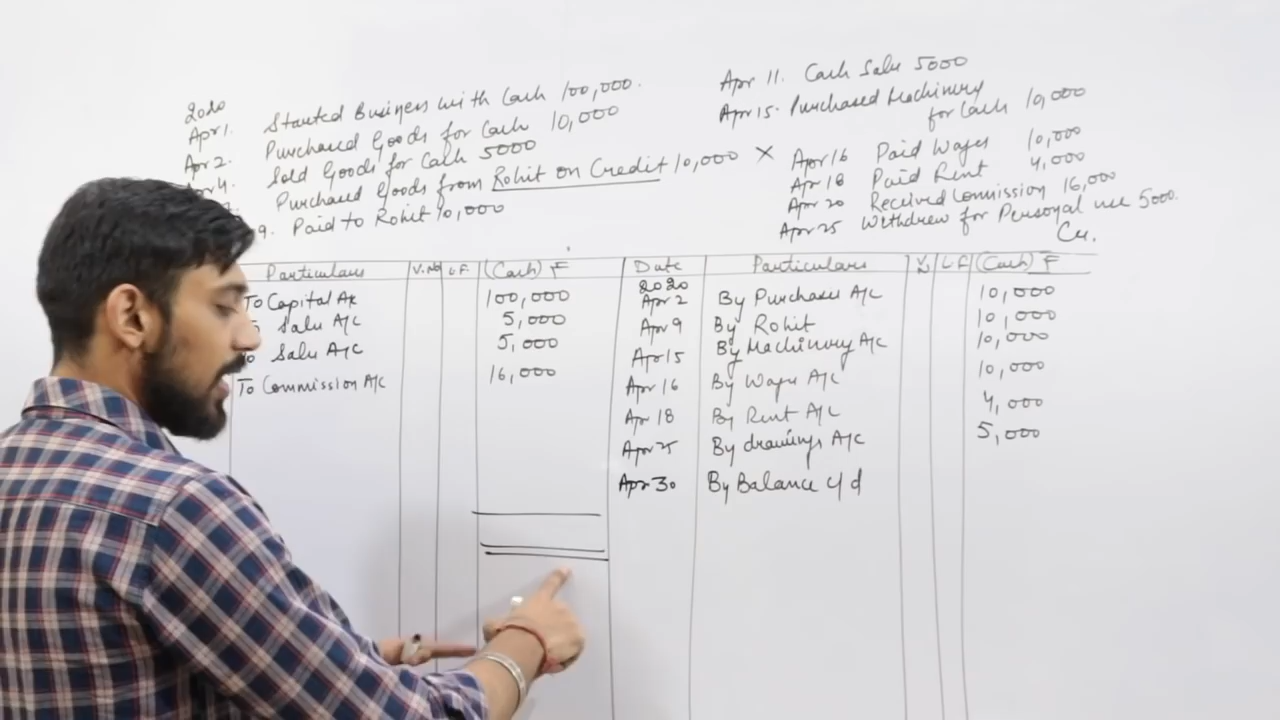 2020
Apr 1. Started Business with Cash 100,000.
Apr 2. Purchased Goods for Cash 10,000
Sold Goods for Cash 5000
Purchased Goods from Rohit on Credit 10,000 ×
9. Paid to Rohit 10,000
Apr 11. Cash Sales 5000
Apr 15. Purchased Machinery
for Cash 10,000
Apr 16 Paid Wages 10,000
Apr 18 Paid Rent 4,000
Apr 20 Received Commission 16,000
Apr 25 Withdrew for Personal use 5000.
Cr.
Particulars V.No L.F. (Cash) ₹ Date Particulars L.F (Cash) ₹
2020
To Capital A/c 100,000 Apr 2 By Purchases A/c 10,000
Sales A/c 5,000 Apr 9 By Rohit 10,000
Sales A/c 5,000 Apr 15 By Machinery A/c 10,000
To Commission A/c 16,000 Apr 16 By Wages A/c 10,000
Apr 18 By Rent A/c 4,000
Apr 25 By drawings A/c 5,000
Apr 30 By Balance c/d